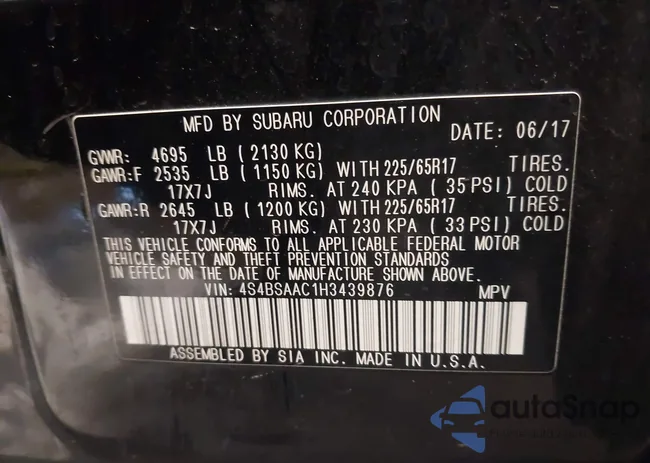 MFD BY SUBARU CORPORATION
DATE: 06/17
GVWR: 4695 LB ( 2130 KG)
GAWR:F 2535 LB ( 1150 KG) WITH 225/65R17 TIRES.
17X7J RIMS. AT 240 KPA ( 35 PSI) COLD
GAWR:R 2645 LB ( 1200 KG) WITH 225/65R17 TIRES.
17X7J RIMS. AT 230 KPA ( 33 PSI) COLD
THIS VEHICLE CONFORMS TO ALL APPLICABLE FEDERAL MOTOR
VEHICLE SAFETY AND THEFT PREVENTION STANDARDS
IN EFFECT ON THE DATE OF MANUFACTURE SHOWN ABOVE.
VIN: 4S4BSAAC1H3439876 MPV
ASSEMBLED BY SIA INC. MADE IN U.S.A.
autoSnap